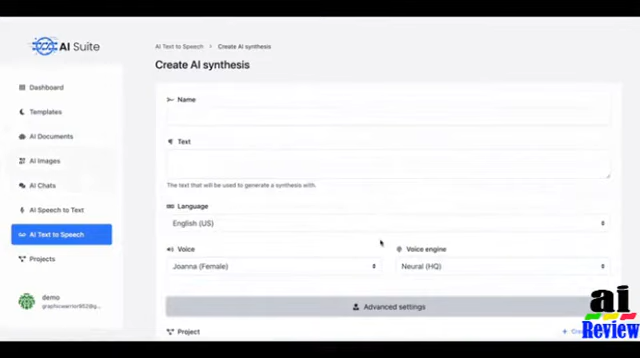 AI Suite
Dashboard
Templates
AI Documents
AI Images
AI Chats
AI Speech to Text
AI Text to Speech
Projects
demo
AI Text to Speech > Create AI synthesis
Create AI synthesis
Name
Text
The text that will be used to generate a synthesis with.
Language
English (US)
Voice
Voice engine
Joanna (Female)
Neural (HQ)
Advanced settings
Project
ai
Review